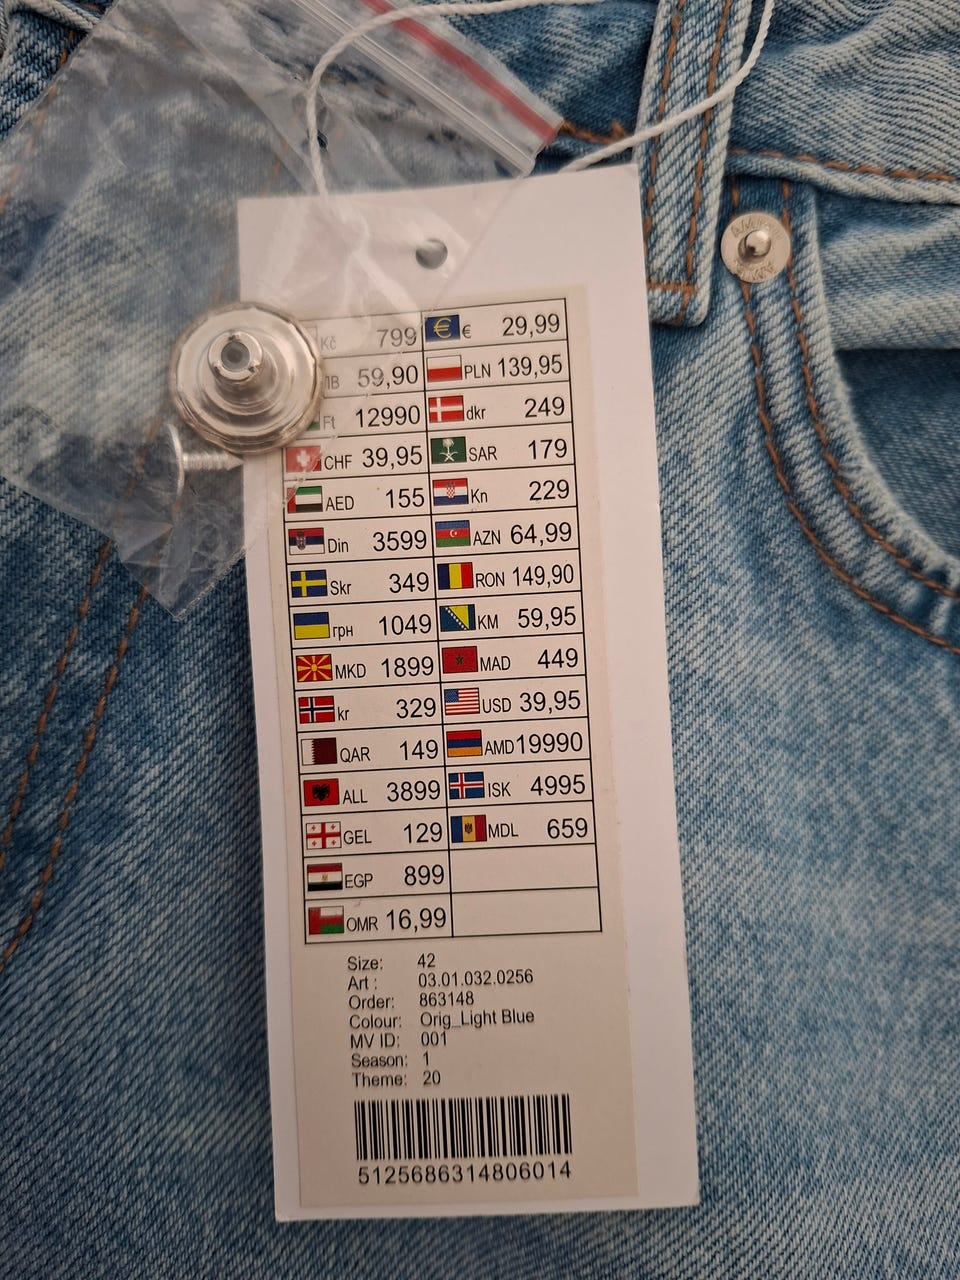 Kč 799 € 29,99
ЛВ 59,90 PLN 139,95
Ft 12990 dkr 249
CHF 39,95 SAR 179
AED 155 Kn 229
Din 3599 AZN 64,99
Skr 349 RON 149,90
грн 1049 KM 59,95
MKD 1899 MAD 449
kr 329 USD 39,95
QAR 149 AMD 19990
ALL 3899 ISK 4995
GEL 129 MDL 659
EGP 899
OMR 16,99
Size: 42
Art : 03.01.032.0256
Order: 863148
Colour: Orig_Light Blue
MV ID: 001
Season: 1
Theme: 20
5125686314806014